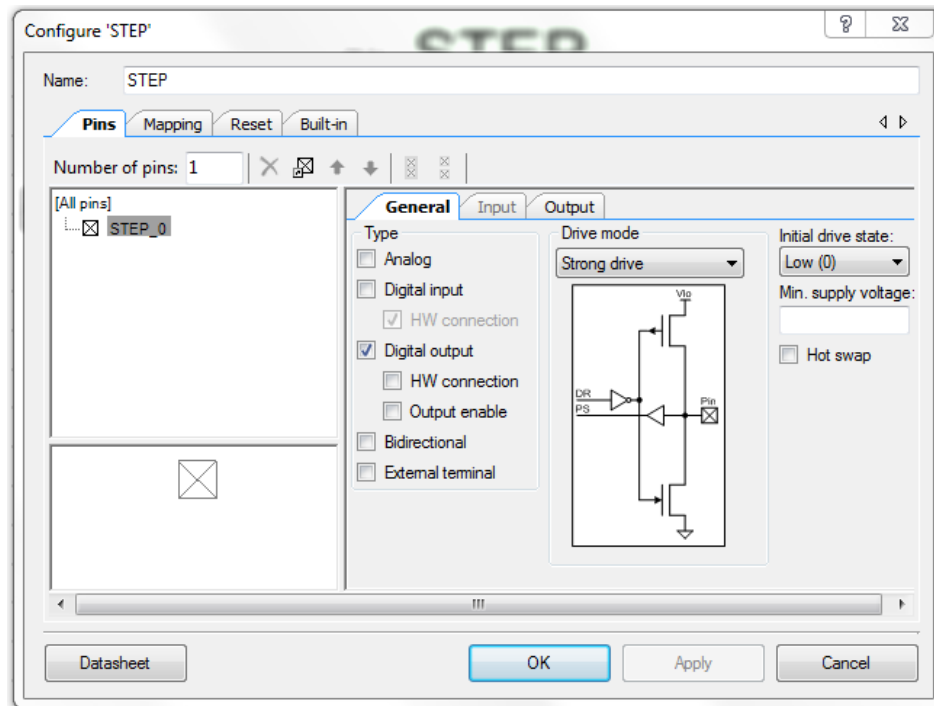 Configure 'STEP'
STEP
Name: STEP
Pins Mapping Reset Built-in
Number of pins: 1
[All pins]
STEP_0
General Input Output
Type
Analog
Digital input
HW connection
Digital output
HW connection
Output enable
Bidirectional
External terminal
Drive mode
Strong drive
Vio
DR
PS
Pin
Initial drive state:
Low (0)
Min. supply voltage:
Hot swap
Datasheet OK Apply Cancel